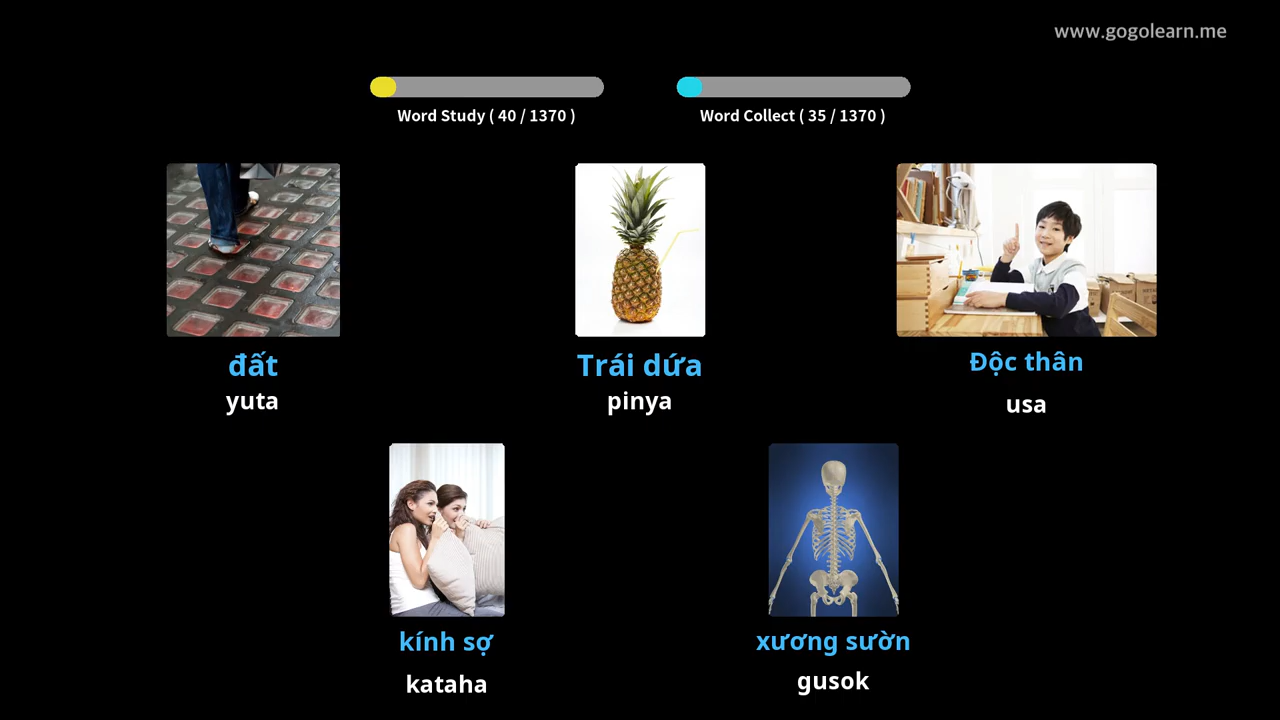 www.gogolearn.me
Word Study ( 40 / 1370 )
Word Collect ( 35 / 1370 )
đất
yuta
Trái dứa
pinya
Độc thân
usa
kính sợ
kataha
xương sườn
gusok